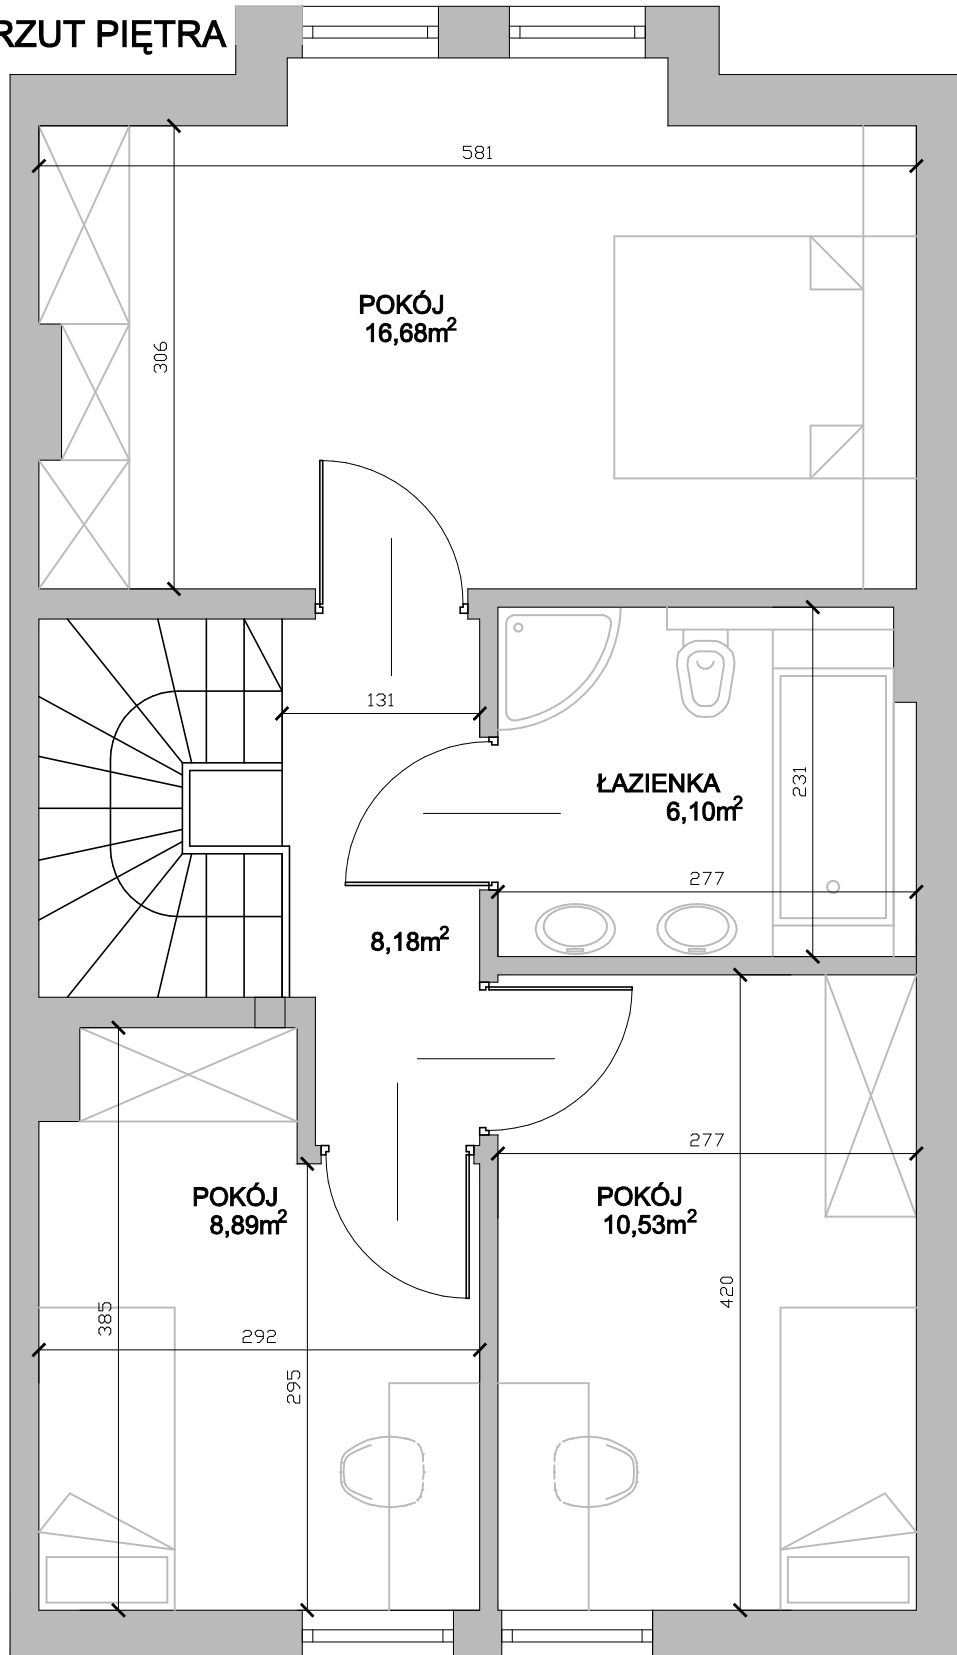 RZUT PIĘTRA
581
POKÓJ
16,68m²
306
131
ŁAZIENKA
6,10m²
231
277
8,18m²
277
POKÓJ
8,89m²
POKÓJ
10,53m²
385
292
295
420